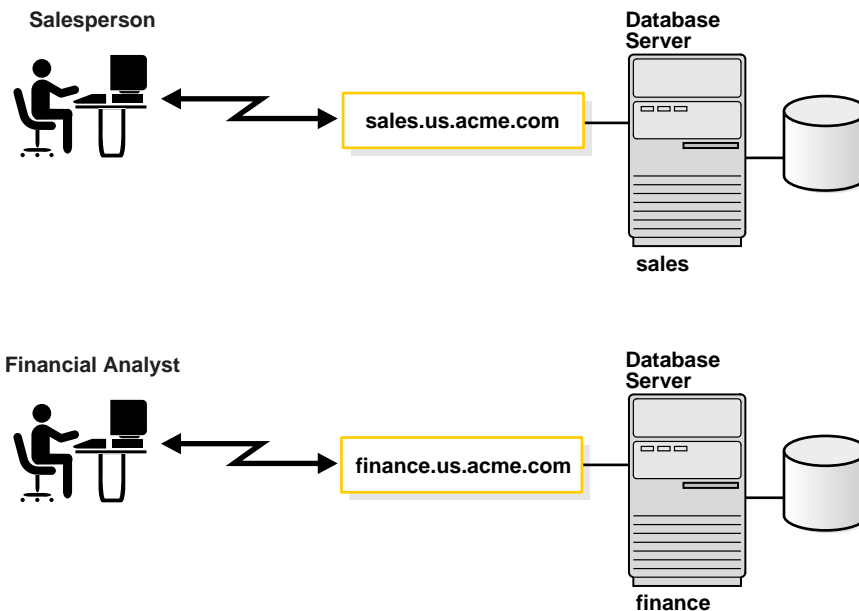 Salesperson
Database
Server
sales.us.acme.com
sales
Financial Analyst
Database
Server
finance.us.acme.com
finance